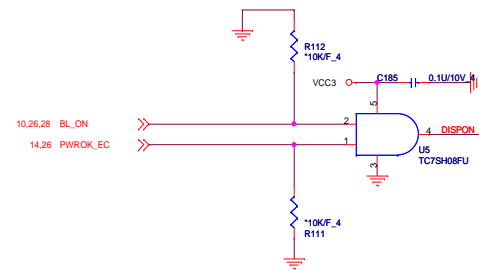 R112
*10K/F_4
VCC3
C185
0.1U/10V_4
5
10,26,28 BL_ON
2
4
DISPON
14,26 PWROK_EC
1
U5
TC7SH08FU
3
*10K/F_4
R111